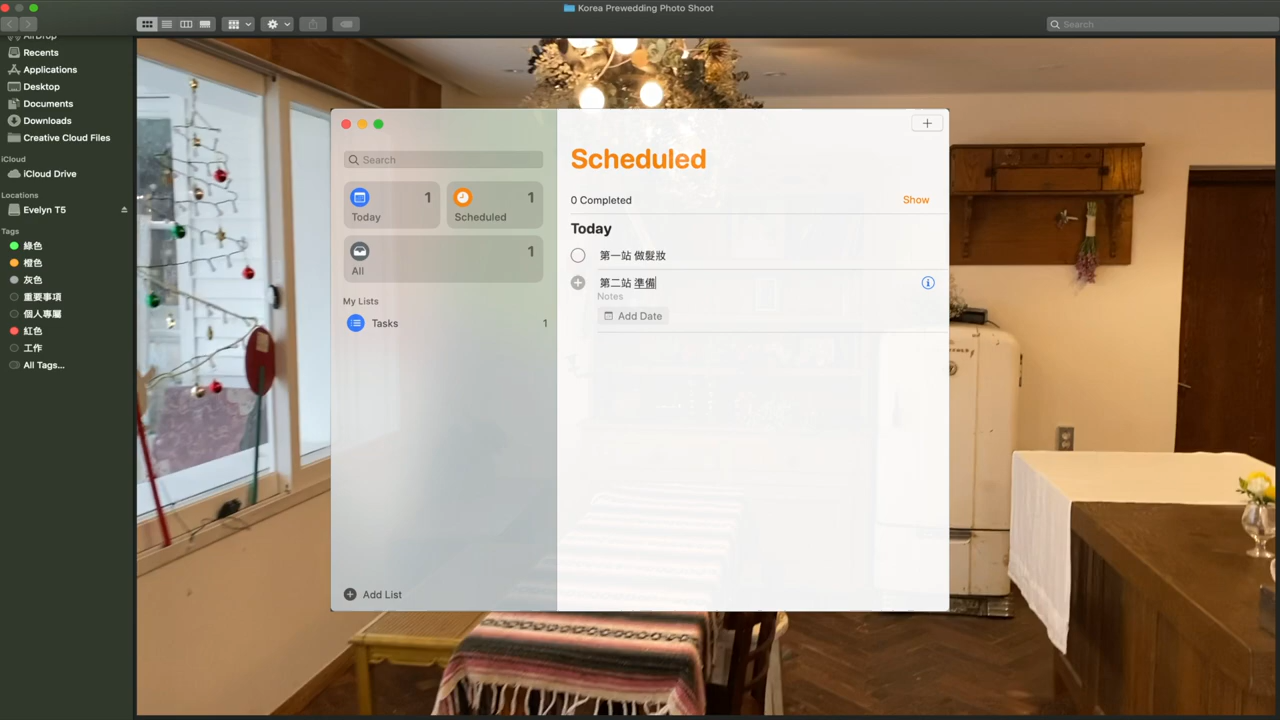 Korea Prewedding Photo Shoot
Search
AirDrop
Recents
Applications
Desktop
Documents
Downloads
Creative Cloud Files
iCloud
iCloud Drive
Locations
Evelyn T5
Tags
綠色
橙色
灰色
重要事項
個人專屬
紅色
工作
All Tags...
Search
Today 1
Scheduled 1
All 1
My Lists
Tasks 1
Add List
Scheduled
0 Completed Show
Today
第一站 做髮妝
第二站 準備
Notes
Add Date